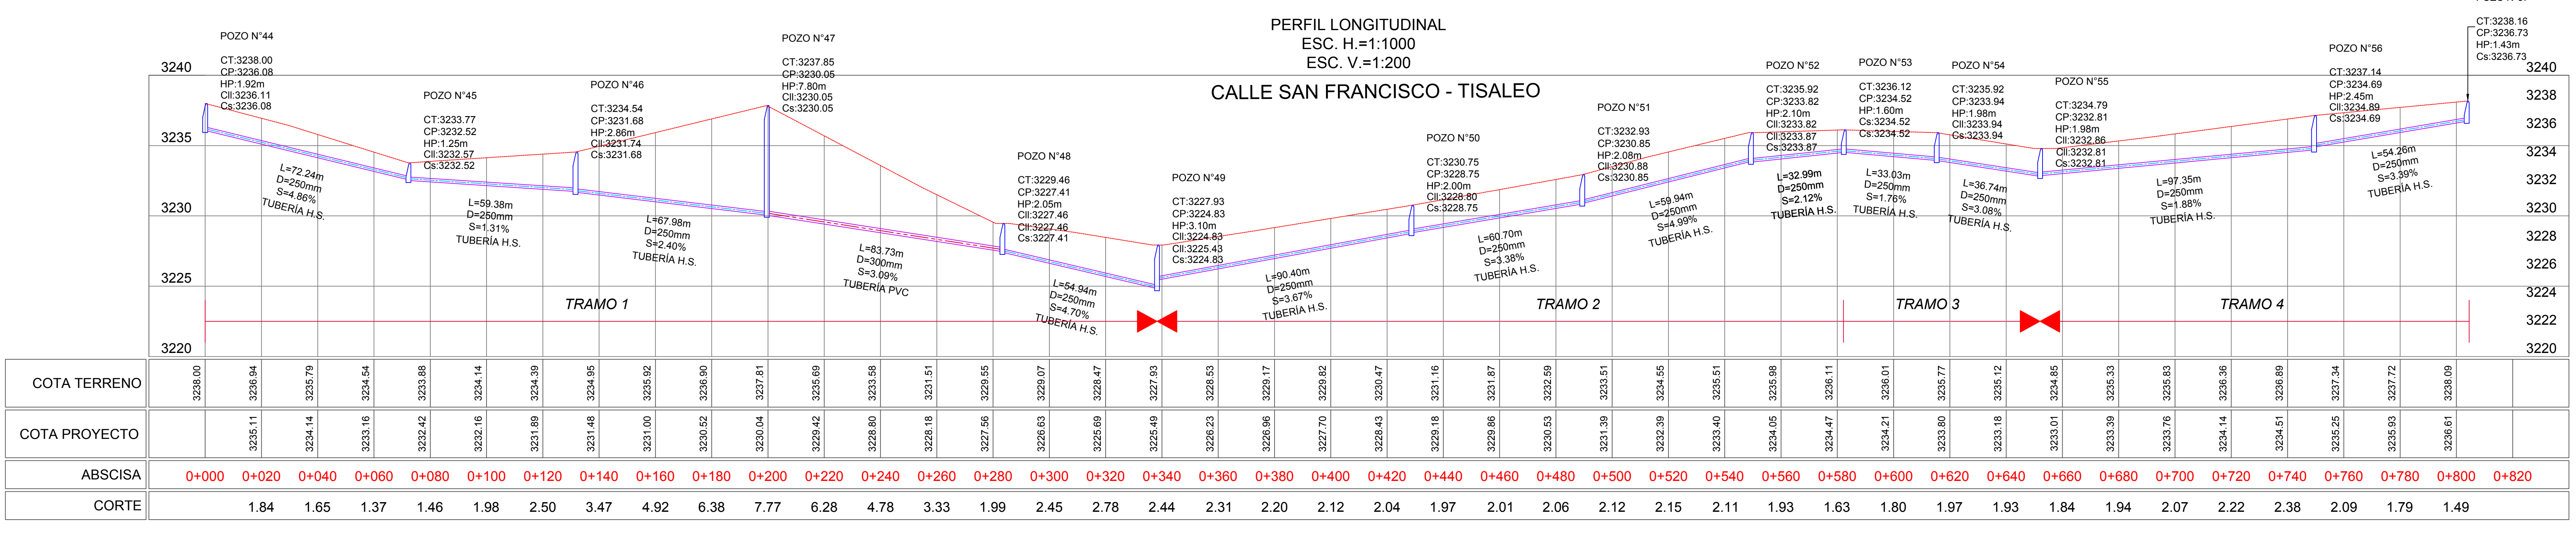 PERFIL LONGITUDINAL
ESC. H.=1:1000
ESC. V.=1:200
CALLE SAN FRANCISCO - TISALEO
POZO N°44
CT:3238.00
CP:3236.08
HP:1.92m
Cll:3236.11
Cs:3236.08
POZO N°45
CT:3233.77
CP:3232.52
HP:1.25m
Cll:3232.57
Cs:3232.52
POZO N°46
CT:3234.54
CP:3231.68
HP:2.86m
Cll:3231.74
Cs:3231.68
POZO N°47
CT:3237.85
CP:3230.05
HP:7.80m
Cll:3230.05
Cs:3230.05
POZO N°48
CT:3229.46
CP:3227.41
HP:2.05m
Cll:3227.46
Cll:3227.46
Cs:3227.41
POZO N°49
CT:3227.93
CP:3224.83
HP:3.10m
Cll:3224.83
Cll:3225.43
Cs:3224.83
POZO N°50
CT:3230.75
CP:3228.75
HP:2.00m
Cll:3228.80
Cs:3228.75
POZO N°51
CT:3232.93
CP:3230.85
HP:2.08m
Cll:3230.88
Cs:3230.85
POZO N°52
CT:3235.92
CP:3233.82
HP:2.10m
Cll:3233.82
Cll:3233.87
Cs:3233.87
POZO N°53
CT:3236.12
CP:3234.52
HP:1.60m
Cs:3234.52
Cs:3234.52
POZO N°54
CT:3235.92
CP:3233.94
HP:1.98m
Cll:3233.94
Cs:3233.94
POZO N°55
CT:3234.79
CP:3232.81
HP:1.98m
Cll:3232.86
Cll:3232.81
Cs:3232.81
POZO N°56
CT:3237.14
CP:3234.69
HP:2.45m
Cll:3234.89
Cs:3234.69
CT:3238.16
CP:3236.73
HP:1.43m
Cs:3236.73
3240
3235
3230
3225
3220
3240
3238
3236
3234
3232
3230
3228
3226
3224
3222
3220
L=72.24m
D=250mm
S=4.86%
TUBERÍA H.S.
L=59.38m
D=250mm
S=1.31%
TUBERÍA H.S.
L=67.98m
D=250mm
S=2.40%
TUBERÍA H.S.
L=83.73m
D=300mm
S=3.09%
TUBERÍA PVC
L=54.94m
D=250mm
S=4.70%
TUBERÍA H.S.
L=90.40m
D=250mm
S=3.67%
TUBERÍA H.S.
L=60.70m
D=250mm
S=3.38%
TUBERÍA H.S.
L=59.94m
D=250mm
S=4.99%
TUBERÍA H.S.
L=32.99m
D=250mm
S=2.12%
TUBERÍA H.S.
L=33.03m
D=250mm
S=1.76%
TUBERÍA H.S.
L=36.74m
D=250mm
S=3.08%
TUBERÍA H.S.
L=97.35m
D=250mm
S=1.88%
TUBERÍA H.S.
L=54.26m
D=250mm
S=3.39%
TUBERÍA H.S.
TRAMO 1
TRAMO 2
TRAMO 3
TRAMO 4
COTA TERRENO 3238.00 3236.94 3235.79 3234.54 3233.88 3234.14 3234.39 3234.95 3235.92 3236.90 3237.81 3235.69 3233.58 3231.51 3229.55 3229.07 3228.47 3227.93 3228.53 3229.17 3229.82 3230.47 3231.16 3231.87 3232.59 3233.51 3234.55 3235.51 3235.98 3236.11 3236.01 3235.77 3235.12 3234.85 3235.33 3235.83 3236.36 3236.89 3237.34 3237.72 3238.09
COTA PROYECTO 3235.11 3234.14 3233.16 3232.42 3232.16 3231.89 3231.48 3231.00 3230.52 3230.04 3229.42 3228.80 3228.18 3227.56 3226.63 3225.69 3225.49 3226.23 3226.96 3227.70 3228.43 3229.18 3229.86 3230.53 3231.39 3232.39 3233.40 3234.05 3234.47 3234.21 3233.80 3233.18 3233.01 3233.39 3233.76 3234.14 3234.51 3235.25 3235.93 3236.61
ABSCISA 0+000 0+020 0+040 0+060 0+080 0+100 0+120 0+140 0+160 0+180 0+200 0+220 0+240 0+260 0+280 0+300 0+320 0+340 0+360 0+380 0+400 0+420 0+440 0+460 0+480 0+500 0+520 0+540 0+560 0+580 0+600 0+620 0+640 0+660 0+680 0+700 0+720 0+740 0+760 0+780 0+800 0+820
CORTE 1.84 1.65 1.37 1.46 1.98 2.50 3.47 4.92 6.38 7.77 6.28 4.78 3.33 1.99 2.45 2.78 2.44 2.31 2.20 2.12 2.04 1.97 2.01 2.06 2.12 2.15 2.11 1.93 1.63 1.80 1.97 1.93 1.84 1.94 2.07 2.22 2.38 2.09 1.79 1.49